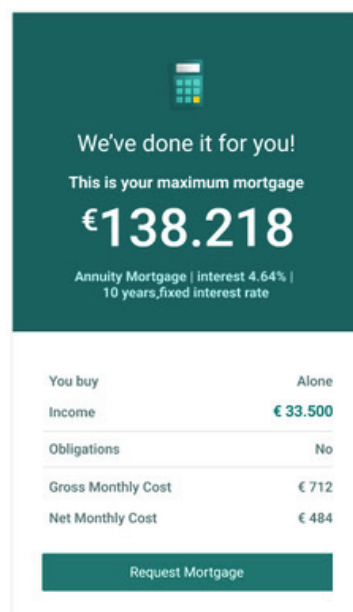 We've done it for you!
This is your maximum mortgage
€138.218
Annuity Mortgage | interest 4.64% |
10 years,fixed interest rate
You buy Alone
Income € 33.500
Obligations No
Gross Monthly Cost € 712
Net Monthly Cost € 484
Request Mortgage